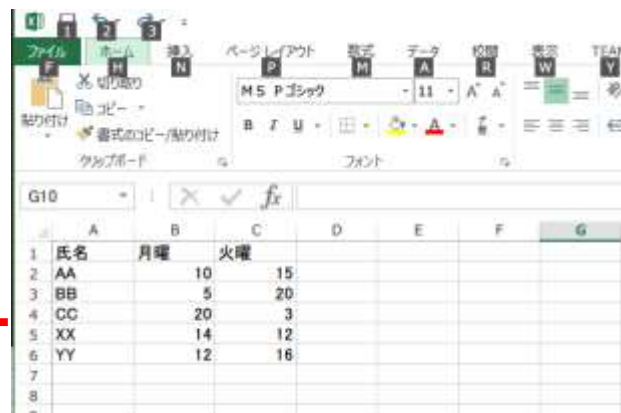 1 2 3
ファイル ホーム 挿入 ページ レイアウト 数式 データ 校閲 表示 TEAM
F H N P M A R W Y
切り取り
コピー
貼り付け
書式のコピー/貼り付け
ＭＳ Ｐゴシック 11 A A
B I U A
クリップボード フォント
G10 fx
A B C D E F G
1 氏名 月曜 火曜
2 AA 10 15
3 BB 5 20
4 CC 20 3
5 XX 14 12
6 YY 12 16
7
8